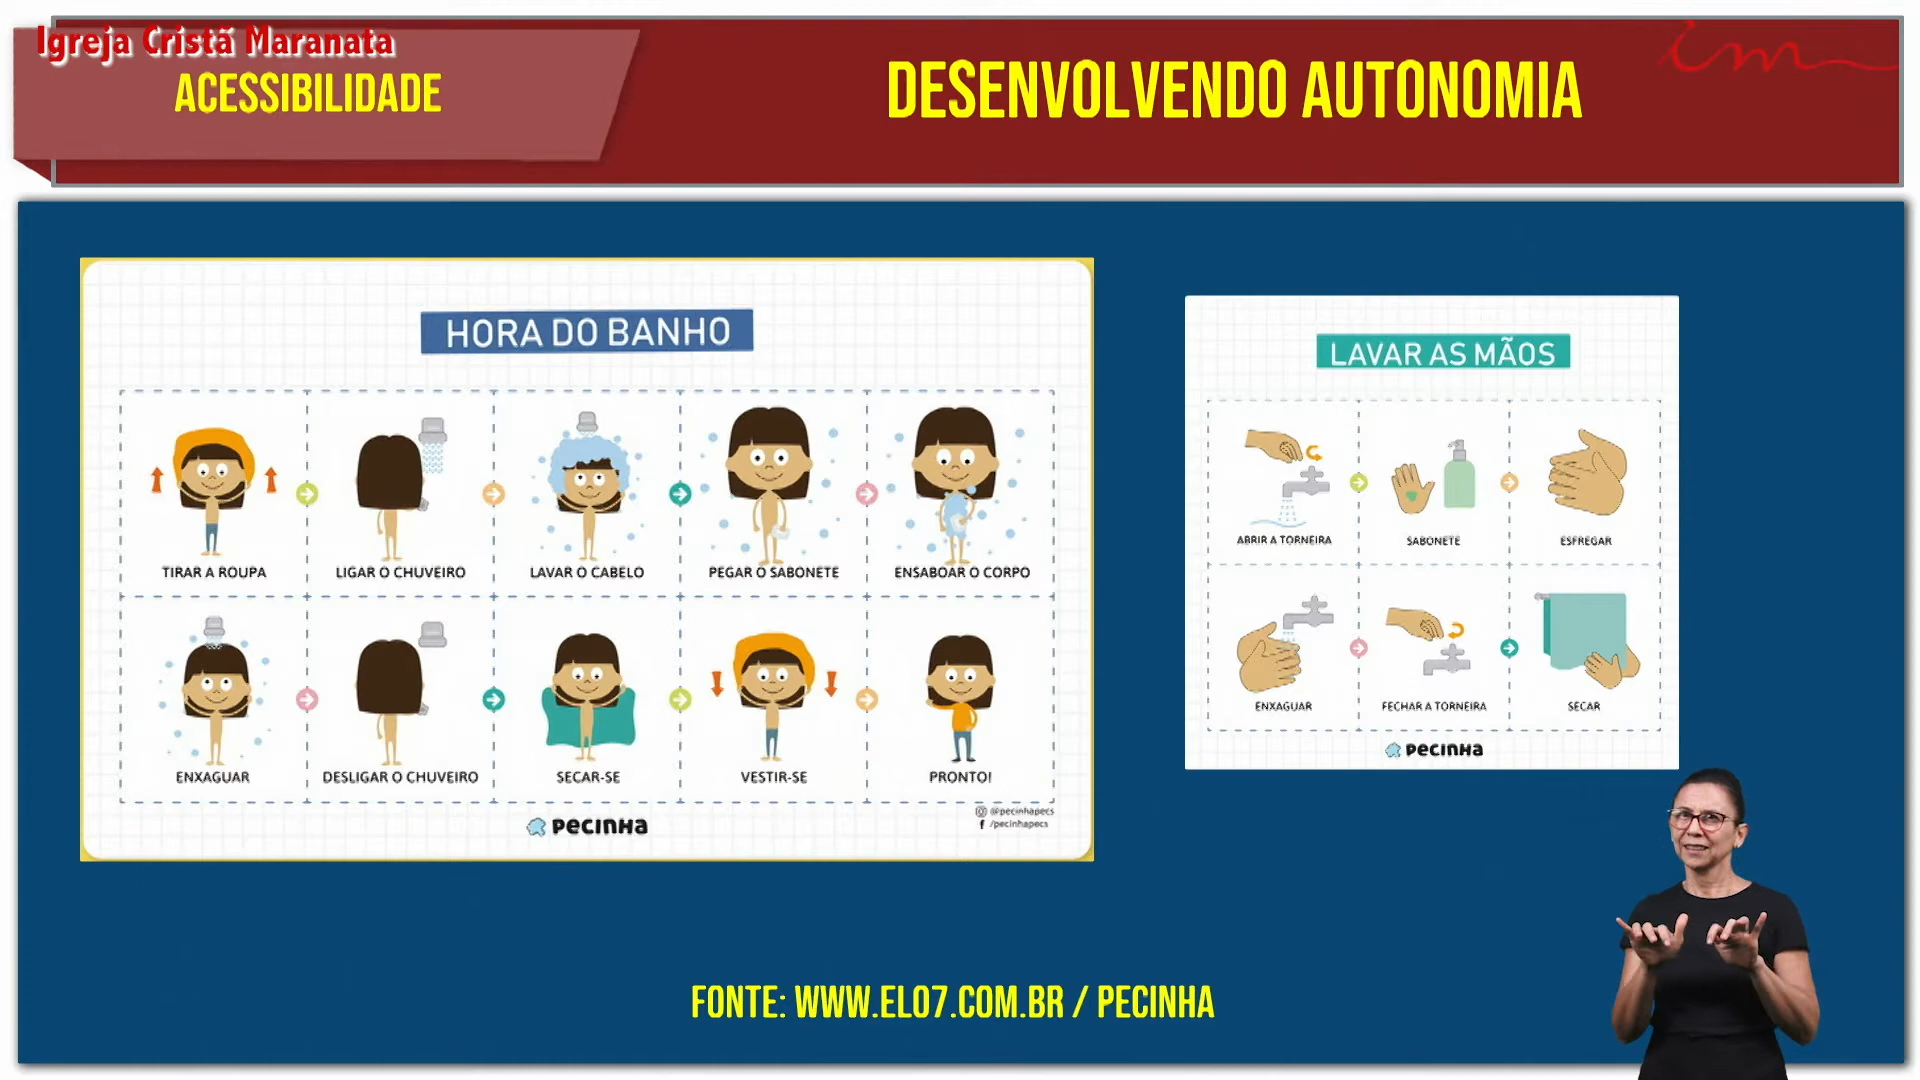 Igreja Cristã Maranata
ACESSIBILIDADE
DESENVOLVENDO AUTONOMIA
im
HORA DO BANHO
TIRAR A ROUPA
LIGAR O CHUVEIRO
LAVAR O CABELO
PEGAR O SABONETE
ENSABOAR O CORPO
ENXAGUAR
DESLIGAR O CHUVEIRO
SECAR-SE
VESTIR-SE
PRONTO!
PECINHA
@pecinhapecs
/pecinhapecs
LAVAR AS MÃOS
ABRIR A TORNEIRA
SABONETE
ESFREGAR
ENXAGUAR
FECHAR A TORNEIRA
SECAR
PECINHA
FONTE: WWW.ELO7.COM.BR / PECINHA